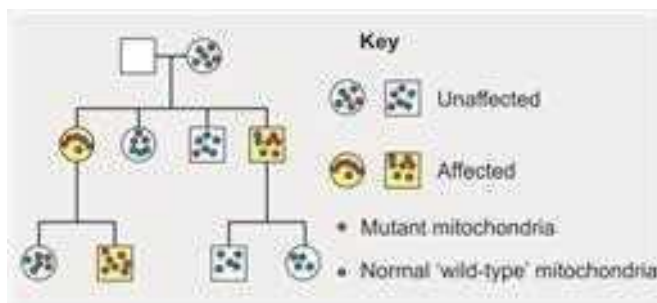 Key
Unaffected
Affected
• Mutant mitochondria
• Normal 'wild-type' mitochondria